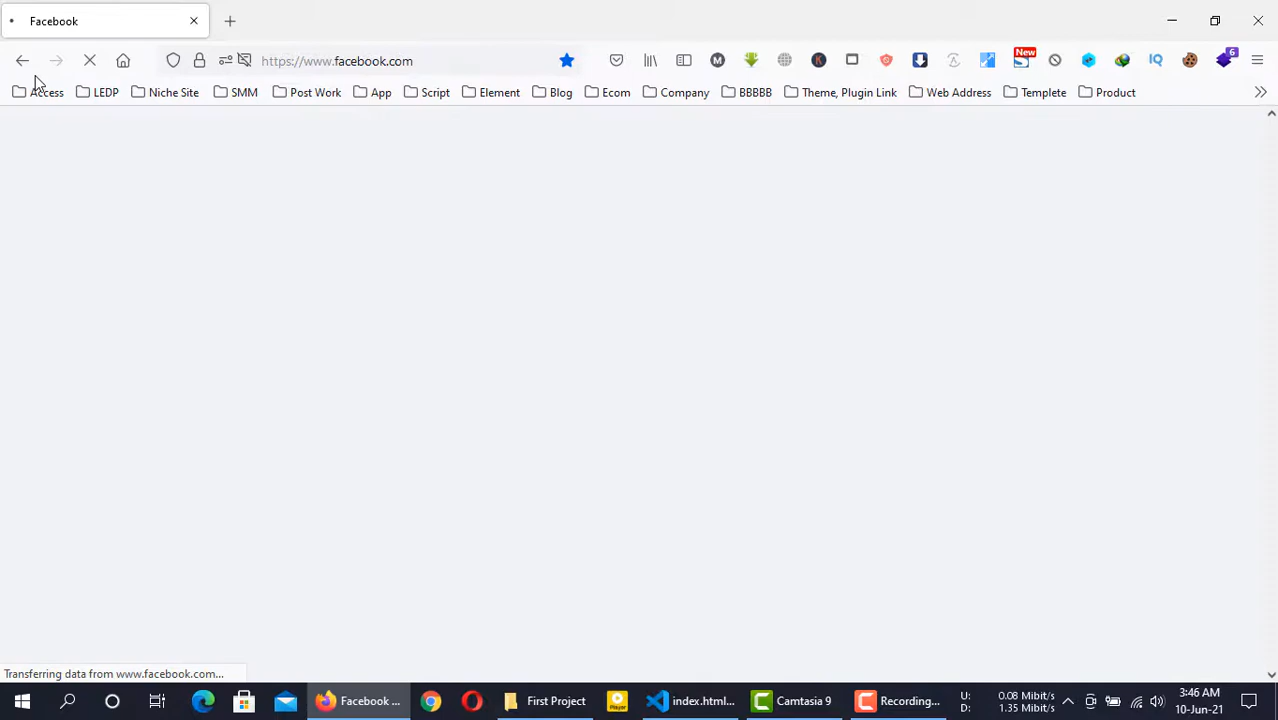 Facebook
https://www.facebook.com
M
K
New
IQ
6
Access LEDP Niche Site SMM Post Work App Script Element Blog Ecom Company BBBBB Theme, Plugin Link Web Address Templete Product
Transferring data from www.facebook.com...
Facebook ...
First Project
Player
index.html...
Camtasia 9
Recording...
U: 0.08 Mibit/s
D: 1.35 Mibit/s
3:46 AM
10-Jun-21